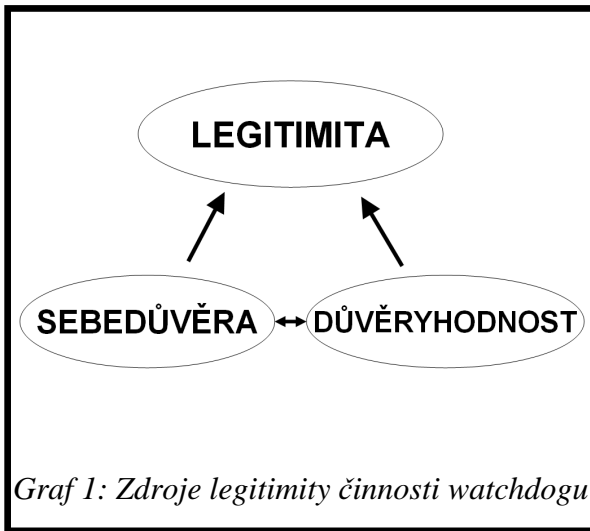 LEGITIMITA
SEBEDŮVĚRA
DŮVĚRYHODNOST
Graf 1: Zdroje legitimity činnosti watchdogu